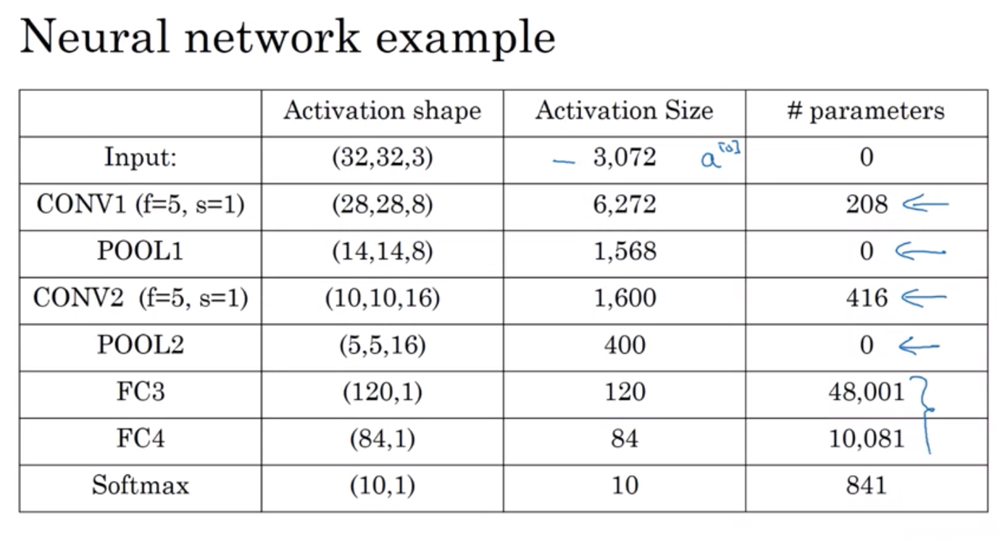 Neural network example
Activation shape Activation Size # parameters
Input: (32,32,3) – 3,072 a[0] 0
CONV1 (f=5, s=1) (28,28,8) 6,272 208 ←
POOL1 (14,14,8) 1,568 0 ←
CONV2 (f=5, s=1) (10,10,16) 1,600 416 ←
POOL2 (5,5,16) 400 0 ←
FC3 (120,1) 120 48,001
FC4 (84,1) 84 10,081
Softmax (10,1) 10 841